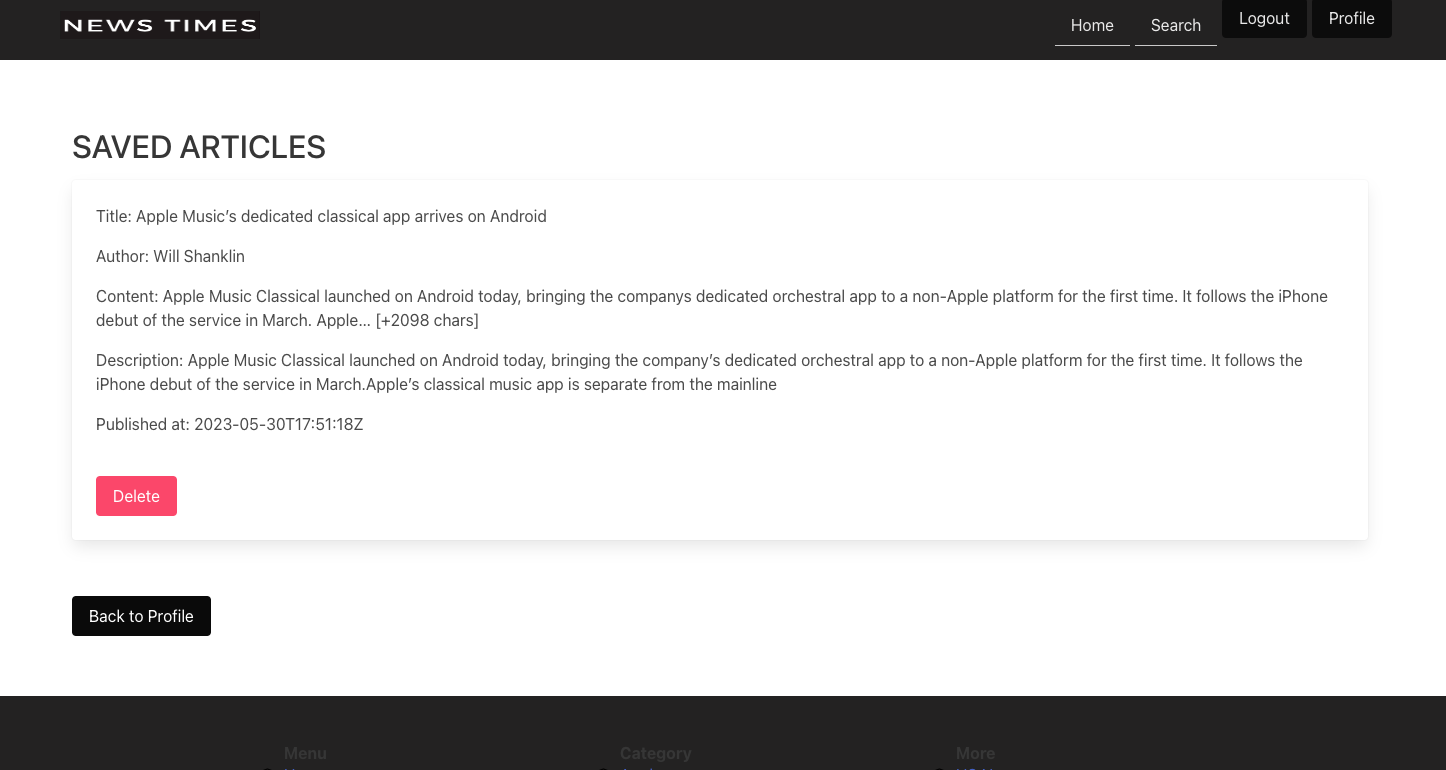 NEWS TIMES
Home
Search
Logout
Profile
SAVED ARTICLES
Title: Apple Music’s dedicated classical app arrives on Android
Author: Will Shanklin
Content: Apple Music Classical launched on Android today, bringing the companys dedicated orchestral app to a non-Apple platform for the first time. It follows the iPhone
debut of the service in March. Apple… [+2098 chars]
Description: Apple Music Classical launched on Android today, bringing the company’s dedicated orchestral app to a non-Apple platform for the first time. It follows the
iPhone debut of the service in March.Apple’s classical music app is separate from the mainline
Published at: 2023-05-30T17:51:18Z
Delete
Back to Profile
Menu
Category
More